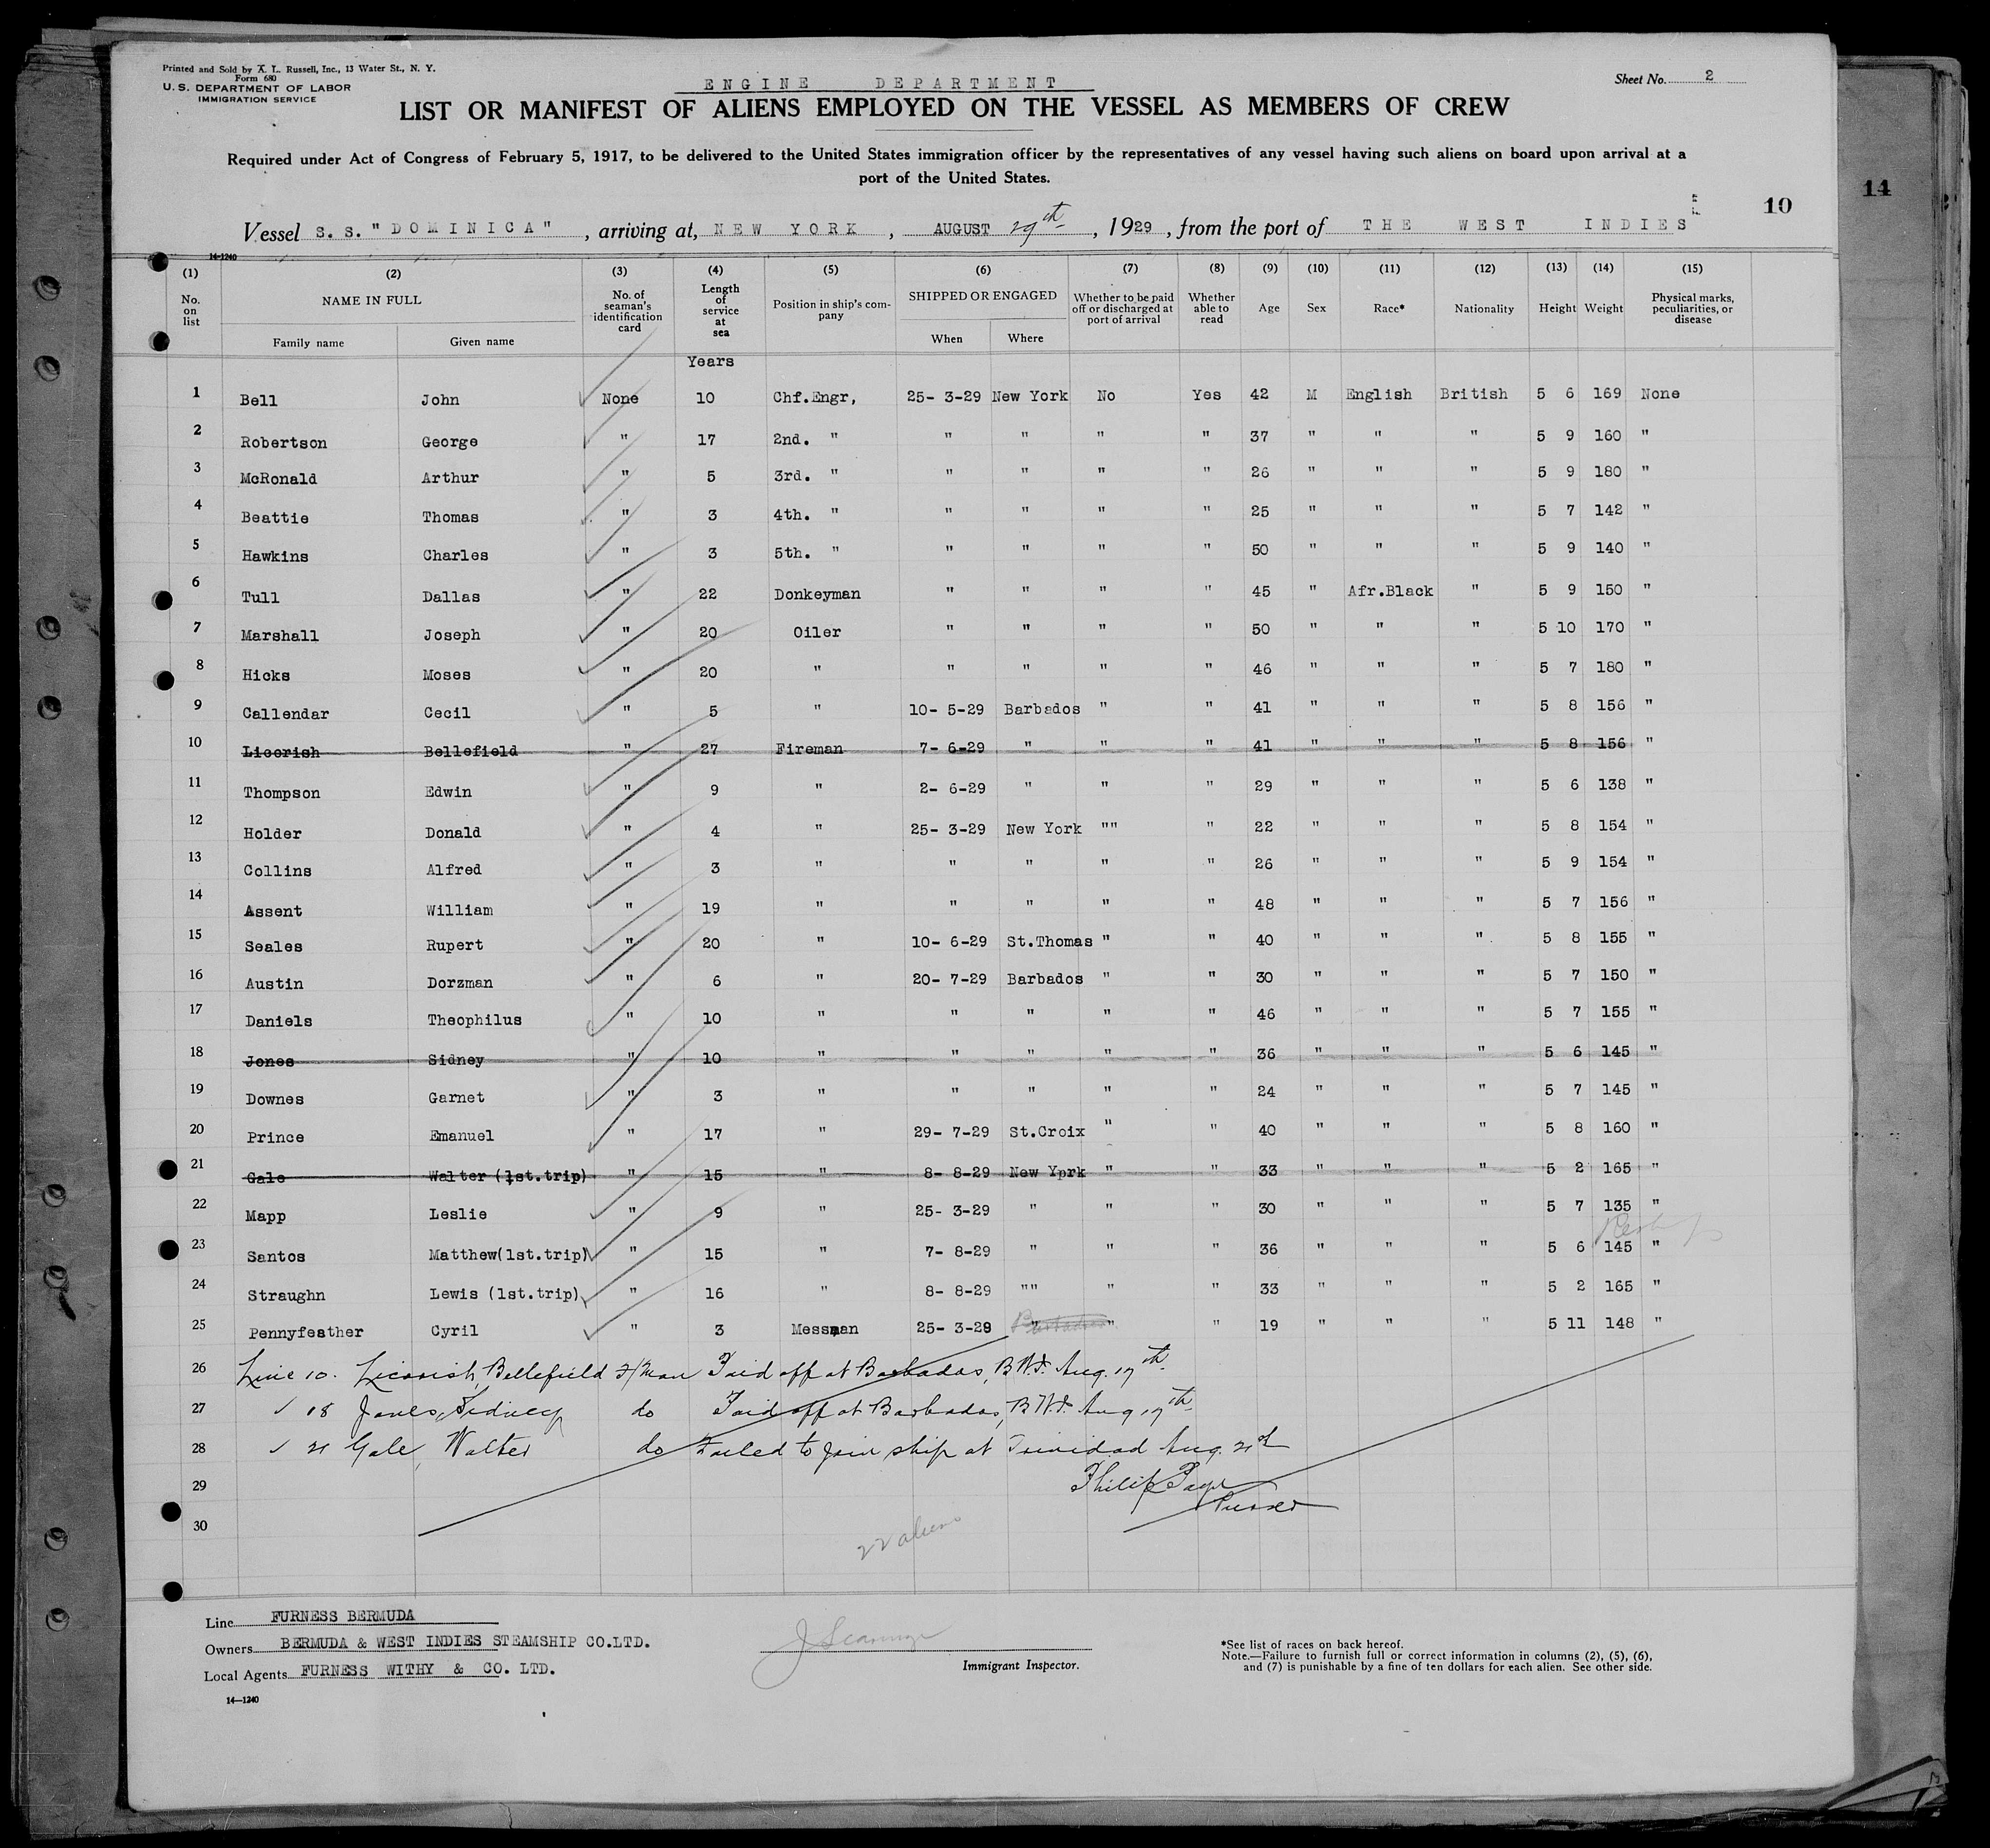 Printed and Sold by A. L. Russell, Inc., 13 Water St., N. Y.
Form 680
U. S. DEPARTMENT OF LABOR
IMMIGRATION SERVICE
Sheet No. 2
ENGINE DEPARTMENT
LIST OR MANIFEST OF ALIENS EMPLOYED ON THE VESSEL AS MEMBERS OF CREW
Required under Act of Congress of February 5, 1917, to be delivered to the United States immigration officer by the representatives of any vessel having such aliens on board upon arrival at a
port of the United States.
14
10
Vessel S. S. "DOMINICA" , arriving at, NEW YORK , AUGUST 29th , 1929 , from the port of THE WEST INDIES
14-1240
(1) (2) (3) (4) (5) (6) (7) (8) (9) (10) (11) (12) (13) (14) (15)
No. on list NAME IN FULL Family name Given name No. of seaman's identification card Length of service at sea Position in ship's company SHIPPED OR ENGAGED When Where Whether to be paid off or discharged at port of arrival Whether able to read Age Sex Race* Nationality Height Weight Physical marks, peculiarities, or disease
Years
1 Bell John None 10 Chf.Engr, 25- 3-29 New York No Yes 42 M English British 5 6 169 None
2 Robertson George " 17 2nd. " " " " " 37 " " " 5 9 160 "
3 McRonald Arthur " 5 3rd. " " " " " 26 " " " 5 9 180 "
4 Beattie Thomas " 3 4th. " " " " " 25 " " " 5 7 142 "
5 Hawkins Charles " 3 5th. " " " " " 50 " " " 5 9 140 "
6 Tull Dallas " 22 Donkeyman " " " " 45 " Afr.Black " 5 9 150 "
7 Marshall Joseph " 20 Oiler " " " " 50 " " " 5 10 170 "
8 Hicks Moses " 20 " " " " " 46 " " " 5 7 180 "
9 Callendar Cecil " 5 " 10- 5-29 Barbados " " 41 " " " 5 8 156 "
10 Licorish Bellefield " 27 Fireman 7- 6-29 " " " 41 " " " 5 8 156 "
11 Thompson Edwin " 9 " 2- 6-29 " " " 29 " " " 5 6 138 "
12 Holder Donald " 4 " 25- 3-29 New York "" " 22 " " " 5 8 154 "
13 Collins Alfred " 3 " " " " " 26 " " " 5 9 154 "
14 Assent William " 19 " " " " " 48 " " " 5 7 156 "
15 Seales Rupert " 20 " 10- 6-29 St.Thomas " " 40 " " " 5 8 155 "
16 Austin Dorzman " 6 " 20- 7-29 Barbados " " 30 " " " 5 7 150 "
17 Daniels Theophilus " 10 " " " " " 46 " " " 5 7 155 "
18 Jones Sidney " 10 " " " " " 36 " " " 5 6 145 "
19 Downes Garnet " 3 " " " " " 24 " " " 5 7 145 "
20 Prince Emanuel " 17 " 29- 7-29 St.Croix " " 40 " " " 5 8 160 "
21 Gale Walter (1st.trip) " 15 " 8- 8-29 New Yprk " " 33 " " " 5 2 165 "
22 Mapp Leslie " 9 " 25- 3-29 " " " 30 " " " 5 7 135 "
23 Santos Matthew(1st.trip) " 15 " 7- 8-29 " " " 36 " " " 5 6 145 "
24 Straughn Lewis (1st.trip) " 16 " 8- 8-29 "" " " 33 " " " 5 2 165 "
25 Pennyfeather Cyril " 3 Messman 25- 3-29 " " " 19 " " " 5 11 148 "
26 Line 10. Licorish, Bellefield F/man Paid off at Barbados, B.W.I. Aug. 17th
27 " 18 Jones, Sidney do Paid off at Barbados, B.W.I. Aug 17th
28 " 21 Gale, Walter do Failed to join ship at Trinidad Aug. 21st
29 Philip Page
Purser
30
22 aliens
Line FURNESS BERMUDA
Owners BERMUDA & WEST INDIES STEAMSHIP CO.LTD.
Local Agents FURNESS WITHY & CO. LTD.
14-1240
Immigrant Inspector.
*See list of races on back hereof.
Note.—Failure to furnish full or correct information in columns (2), (5), (6),
and (7) is punishable by a fine of ten dollars for each alien. See other side.